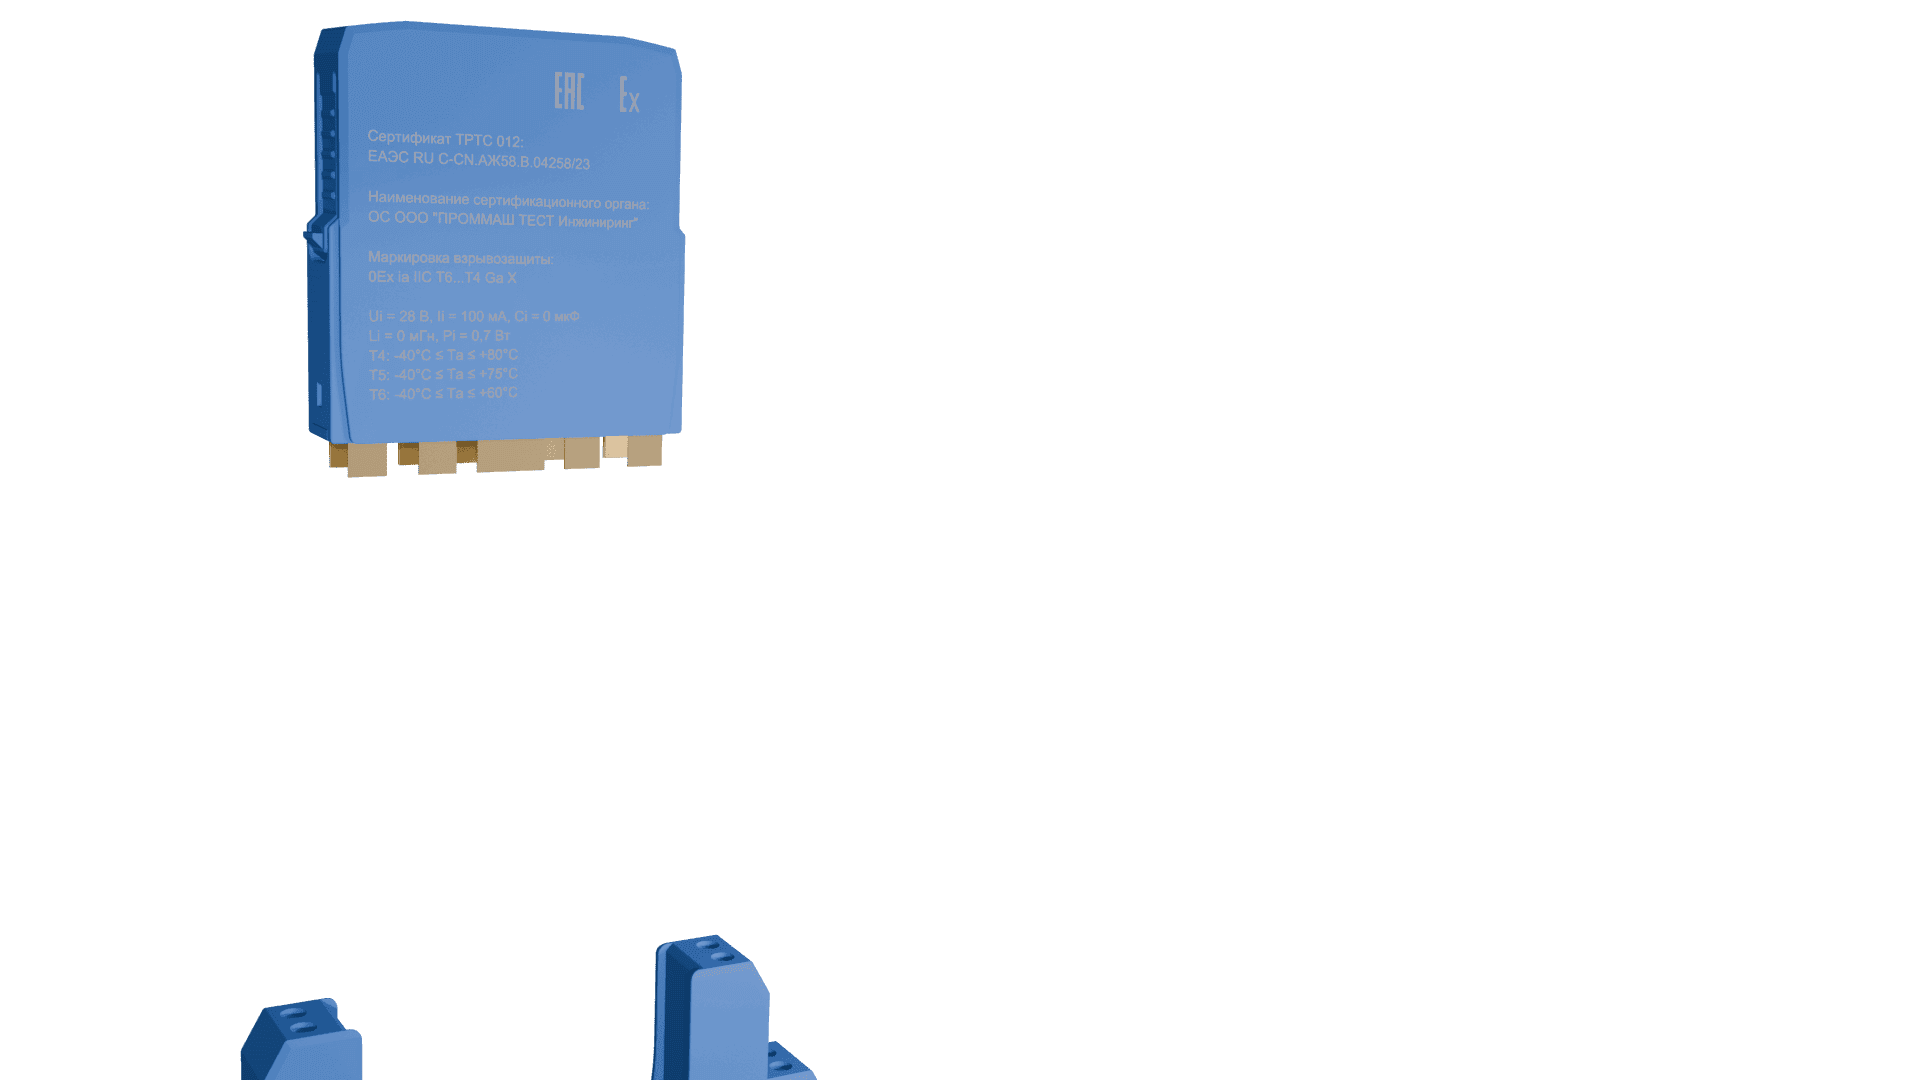 EAC Ex
Сертификат ТРТС 012:
ЕАЭС RU C-CN.АЖ58.В.04258/23
Наименование сертификационного органа:
ОС ООО "ПРОММАШ ТЕСТ Инжиниринг"
Маркировка взрывозащиты:
0Ex ia IIC T6...T4 Ga X
Ui = 28 В, Ii = 100 мА, Ci = 0 мкФ
Li = 0 мГн, Pi = 0,7 Вт
T4: -40°C ≤ Ta ≤ +80°C
T5: -40°C ≤ Ta ≤ +75°C
T6: -40°C ≤ Ta ≤ +60°C